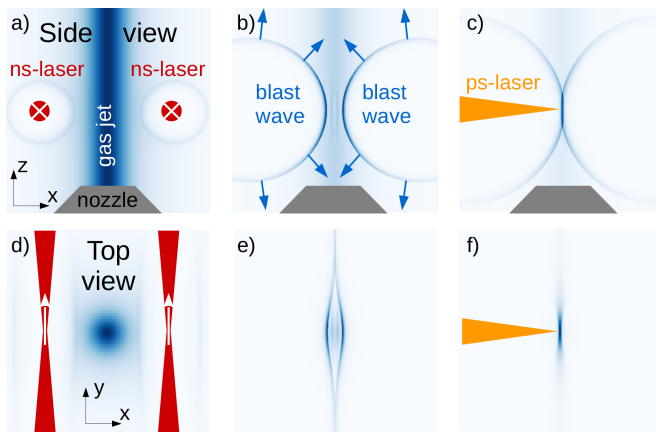 a) Side view
ns-laser ns-laser
gas jet
z
x
nozzle
b)
blast blast
wave wave
c)
ps-laser
d) Top
view
y
x
e)
f)